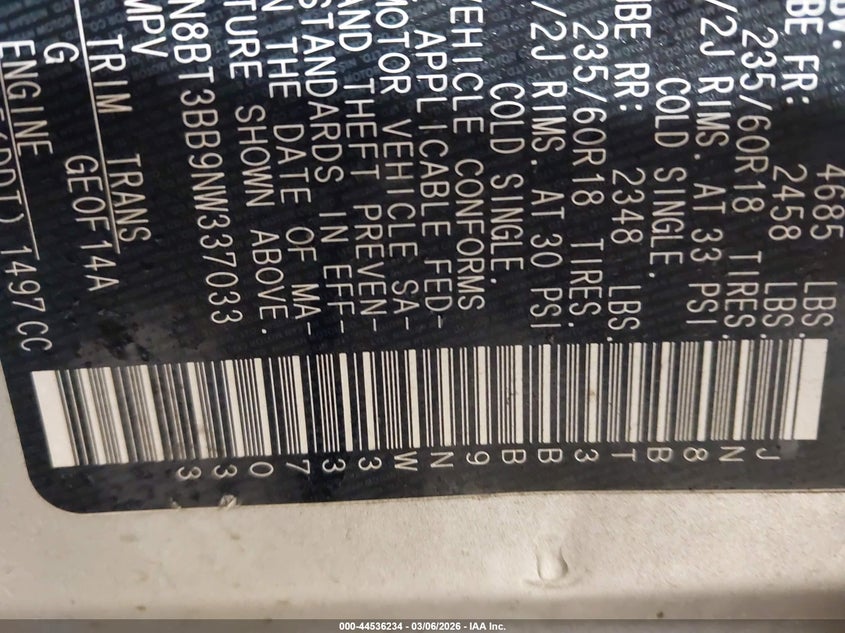 4685 LBS.
BE FR: 2458 LBS.
235/60R18 TIRES.
/2J RIMS. AT 33 PSI
COLD SINGLE.
BE RR: 2348 LBS.
235/60R18 TIRES.
/2J RIMS. AT 30 PSI
COLD SINGLE.
VEHICLE CONFORMS
APPLICABLE FED-
MOTOR VEHICLE SA-
AND THEFT PREVEN-
STANDARDS IN EFF-
N THE DATE OF MA-
TURE SHOWN ABOVE.
N8BT3BB9NW337033
MPV
TRIM TRANS
G GEOF14A
ENGINE
DDT) 1497CC
J N 8 B T 3 B B 9 N W 3 3 7 0 3 3
000-44536234 - 03/06/2026 - IAA Inc.